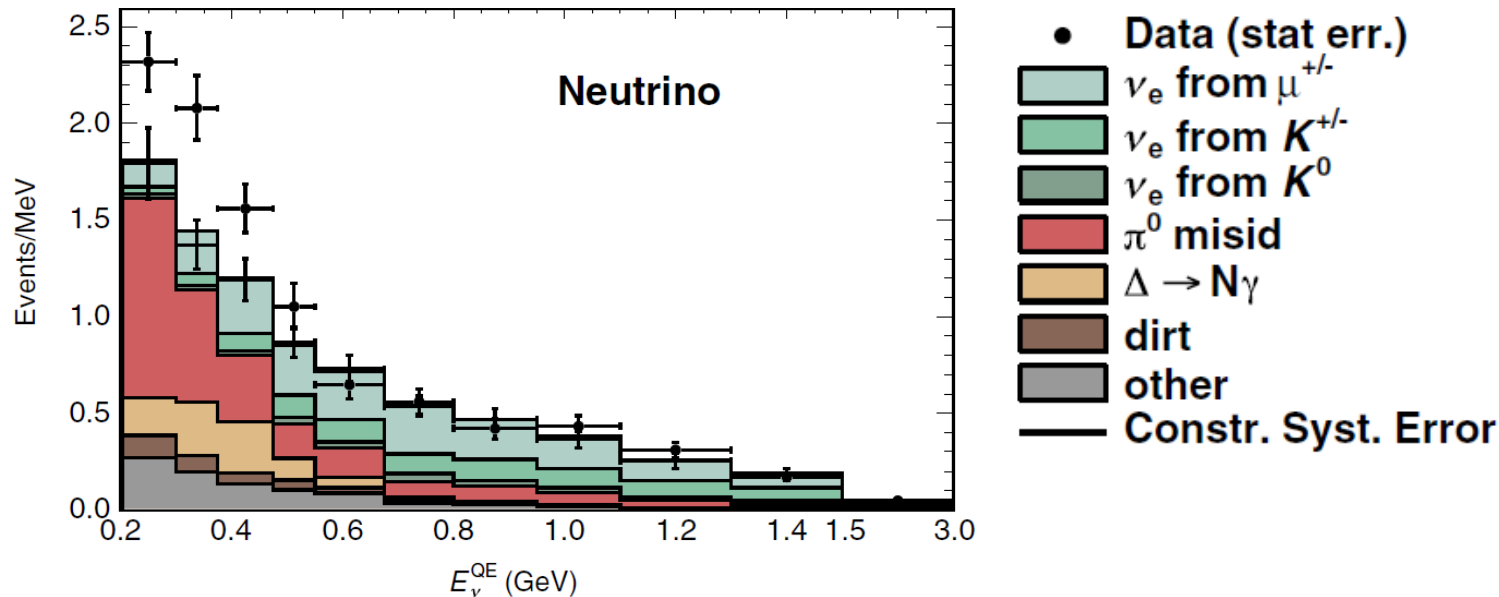 2.5
2.0
1.5
1.0
0.5
0.0
Events/MeV
Neutrino
0.2 0.4 0.6 0.8 1.0 1.2 1.4 1.5 3.0
E_ν^QE (GeV)
Data (stat err.)
ν_e from μ^+/-
ν_e from K^+/-
ν_e from K^0
π^0 misid
Δ → Nγ
dirt
other
Constr. Syst. Error